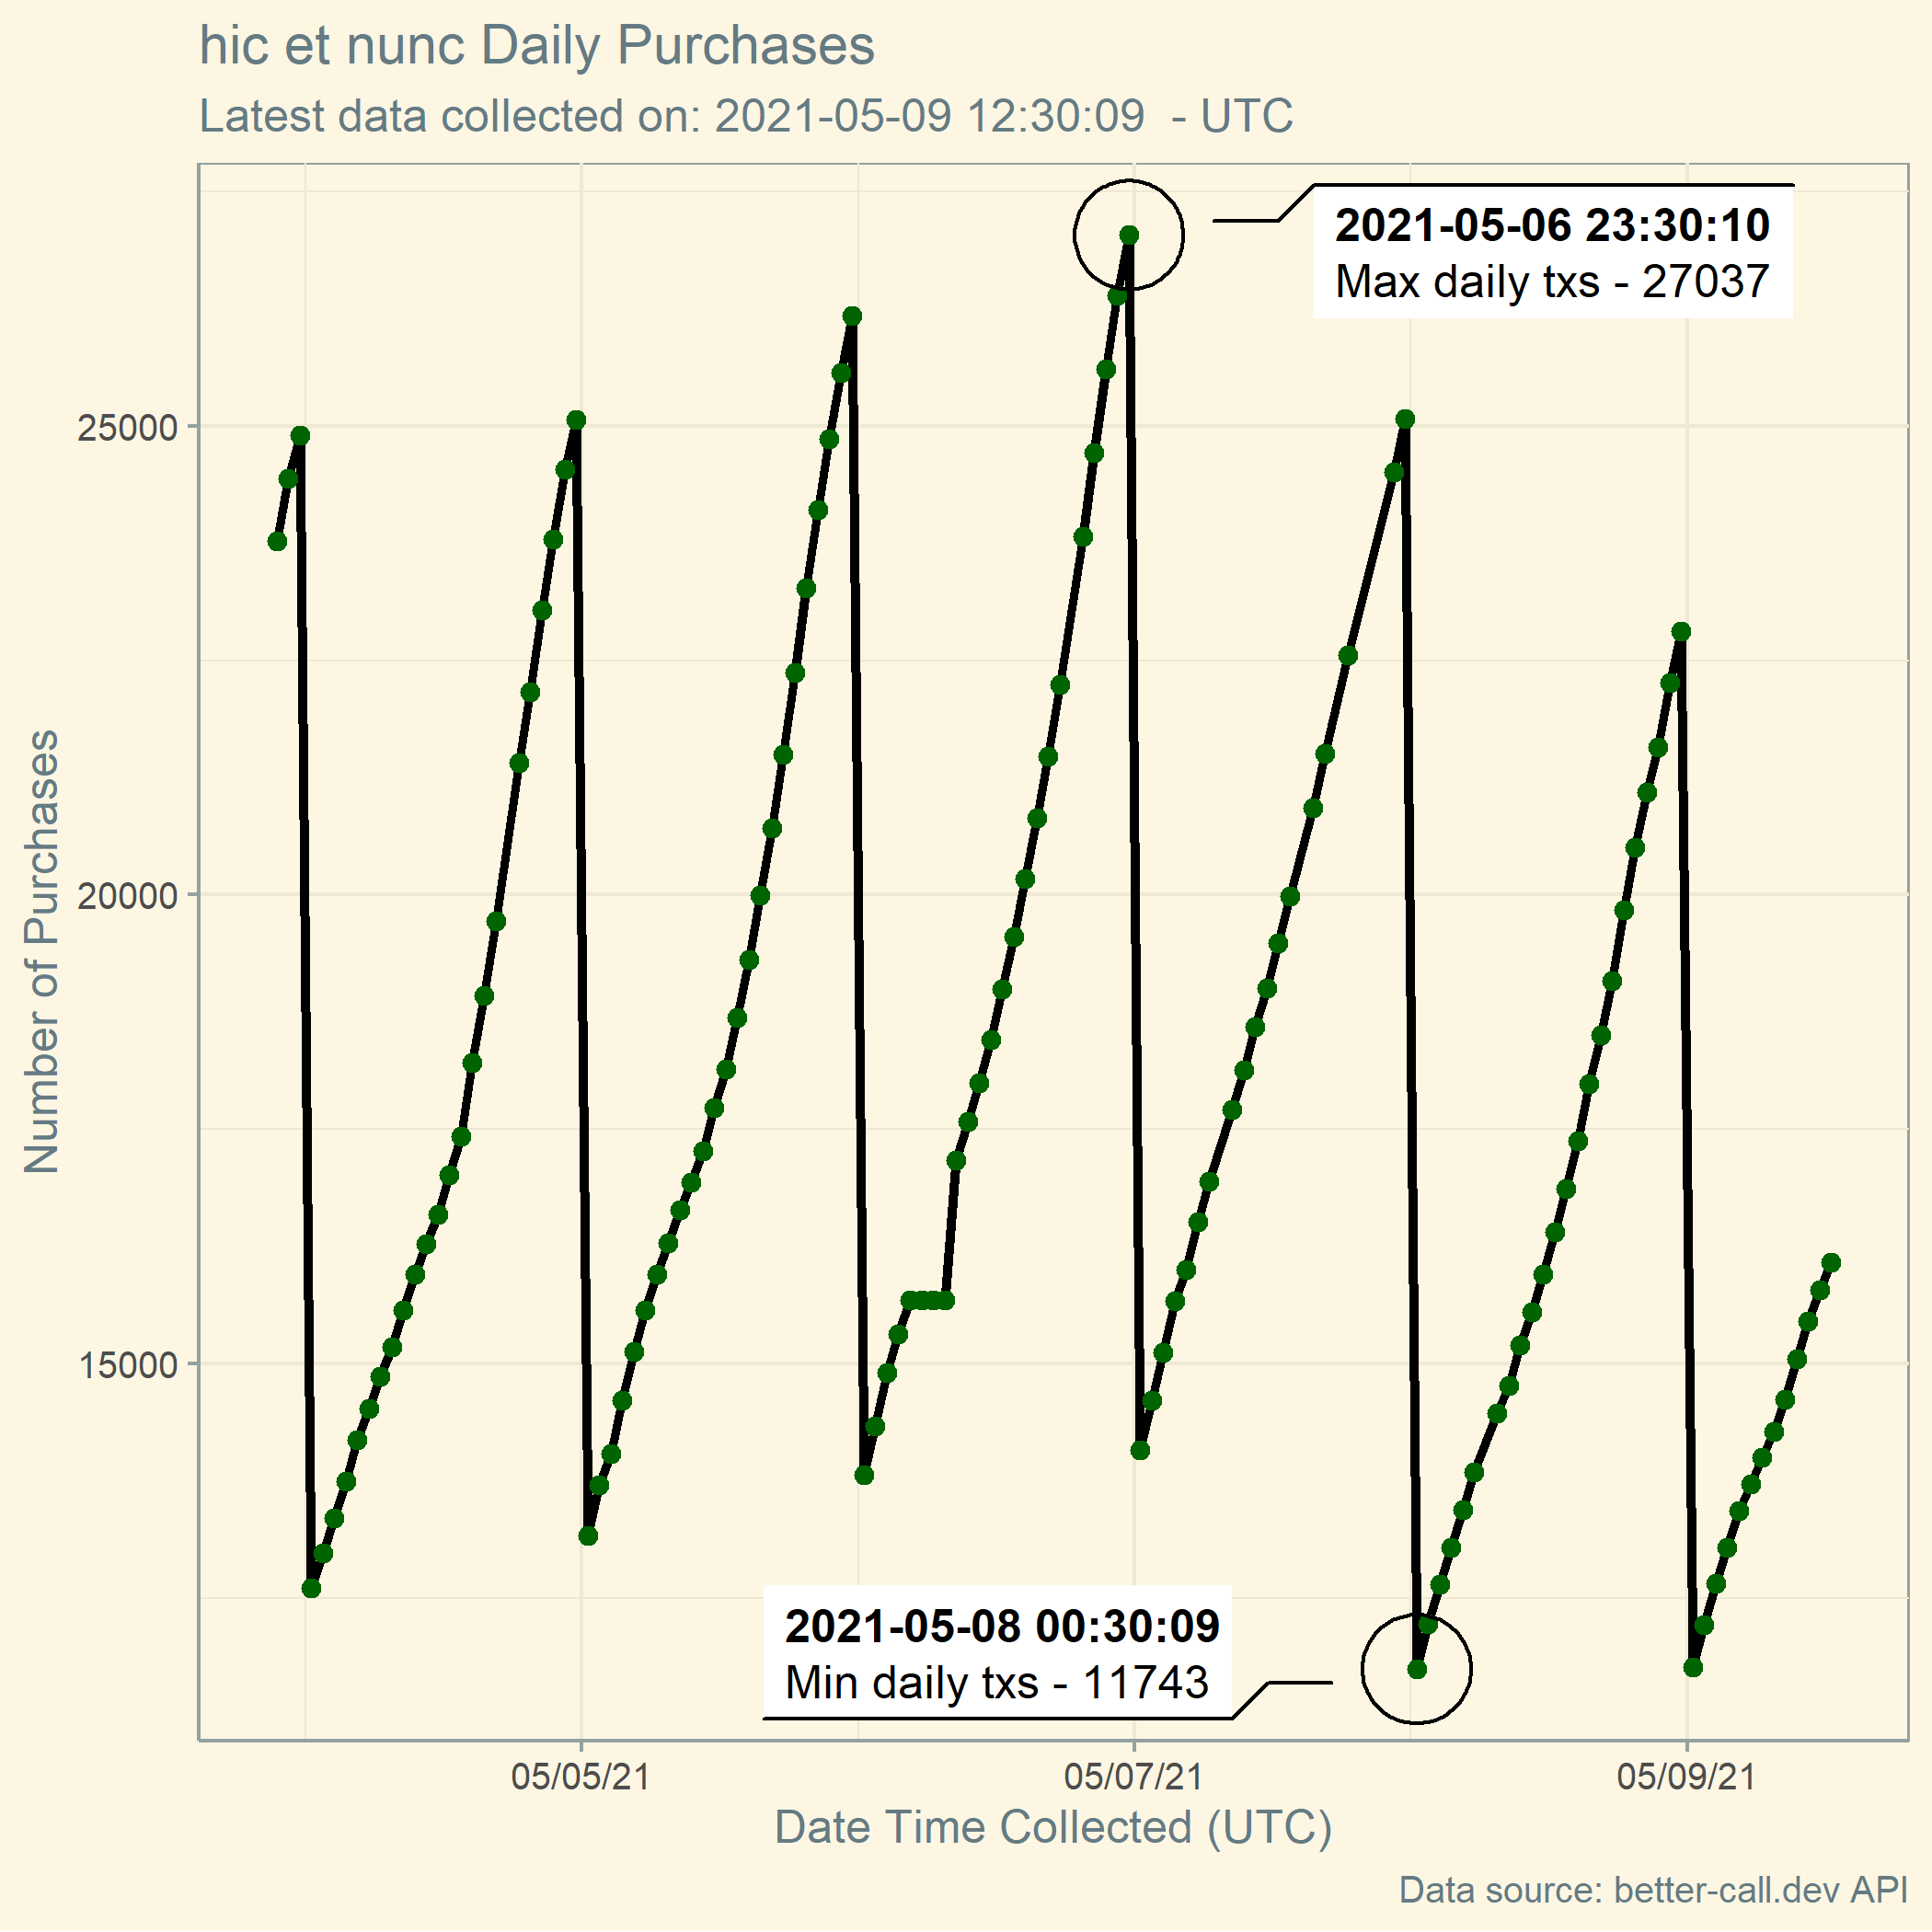 hic et nunc Daily Purchases
Latest data collected on: 2021-05-09 12:30:09  - UTC
2021-05-06 23:30:10
Max daily txs - 27037
25000
20000
15000
Number of Purchases
2021-05-08 00:30:09
Min daily txs - 11743
05/05/21
05/07/21
05/09/21
Date Time Collected (UTC)
Data source: better-call.dev API